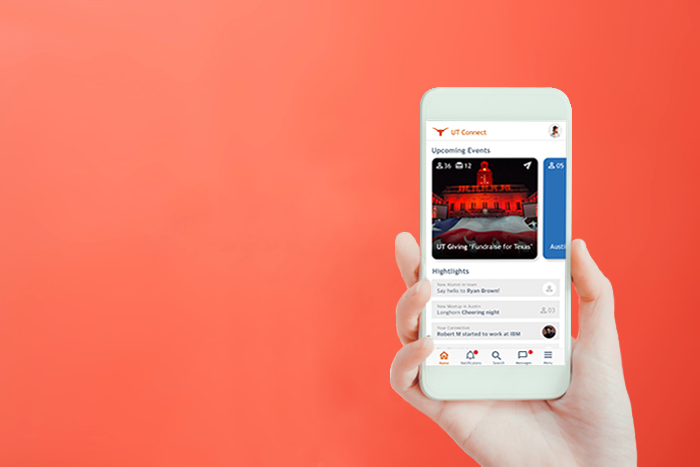 UT Connect
Upcoming Events
36 12
05
UT Giving "Fundraise for Texas"
Austi
Hightlights
New Alumni in town
Say hello to Ryan Brown!
New Meetup in Austin
Longhorn Cheering night
03
Your Connection
Robert M started to work at IBM
Home
Notifications
Search
Messages
Menu